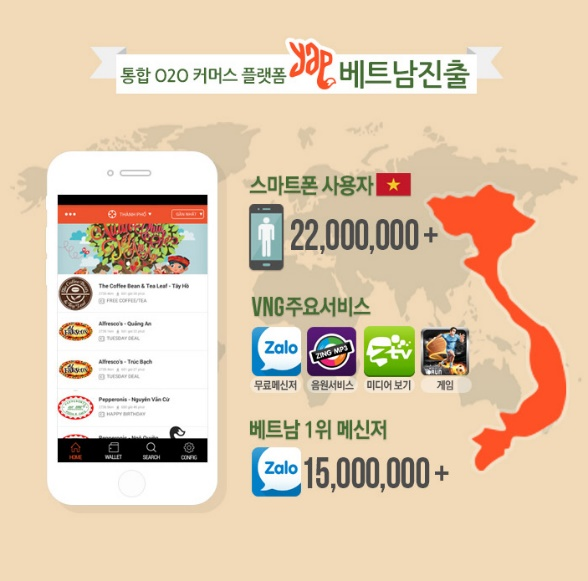 통합 O2O 커머스 플랫폼 yap 베트남진출
스마트폰 사용자
22,000,000+
VNG주요서비스
Zalo ZING MP3 tv
무료메신저 음원서비스 미디어 보기 게임
베트남 1위 메신저
Zalo 15,000,000+
THÀNH PHỐ
GẦN NHẤT
The Coffee Bean & Tea Leaf - Tây Hồ
FREE COFFEE/TEA
Alfresco's - Quảng An
TUESDAY DEAL
Alfresco's - Trúc Bạch
TUESDAY DEAL
Pepperonis - Nguyễn Văn Cừ
HAPPY BIRTHDAY
HOME WALLET SEARCH CONFIG